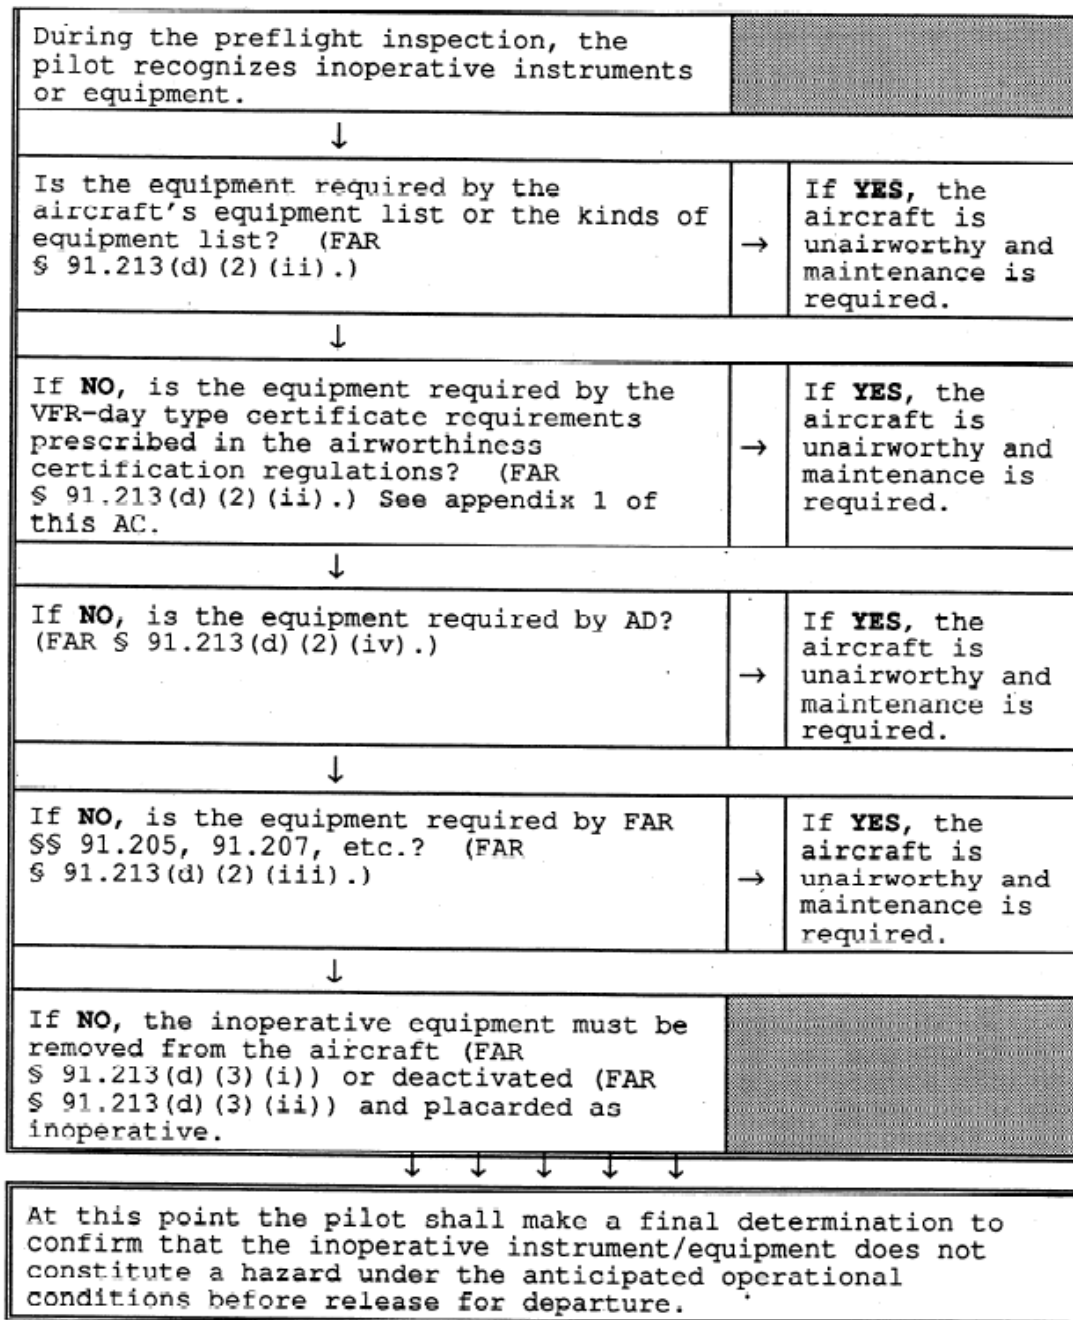 During the preflight inspection, the
pilot recognizes inoperative instruments
or equipment.
↓
Is the equipment required by the
aircraft's equipment list or the kinds of
equipment list? (FAR
§ 91.213(d)(2)(ii).)
→
If YES, the
aircraft is
unairworthy and
maintenance is
required.
↓
If NO, is the equipment required by the
VFR-day type certificate requirements
prescribed in the airworthiness
certification regulations? (FAR
§ 91.213(d)(2)(ii).) See appendix 1 of
this AC.
→
If YES, the
aircraft is
unairworthy and
maintenance is
required.
↓
If NO, is the equipment required by AD?
(FAR § 91.213(d)(2)(iv).)
→
If YES, the
aircraft is
unairworthy and
maintenance is
required.
↓
If NO, is the equipment required by FAR
§§ 91.205, 91.207, etc.? (FAR
§ 91.213(d)(2)(iii).)
→
If YES, the
aircraft is
unairworthy and
maintenance is
required.
↓
If NO, the inoperative equipment must be
removed from the aircraft (FAR
§ 91.213(d)(3)(i)) or deactivated (FAR
§ 91.213(d)(3)(ii)) and placarded as
inoperative.
↓ ↓ ↓ ↓ ↓
At this point the pilot shall make a final determination to
confirm that the inoperative instrument/equipment does not
constitute a hazard under the anticipated operational
conditions before release for departure.